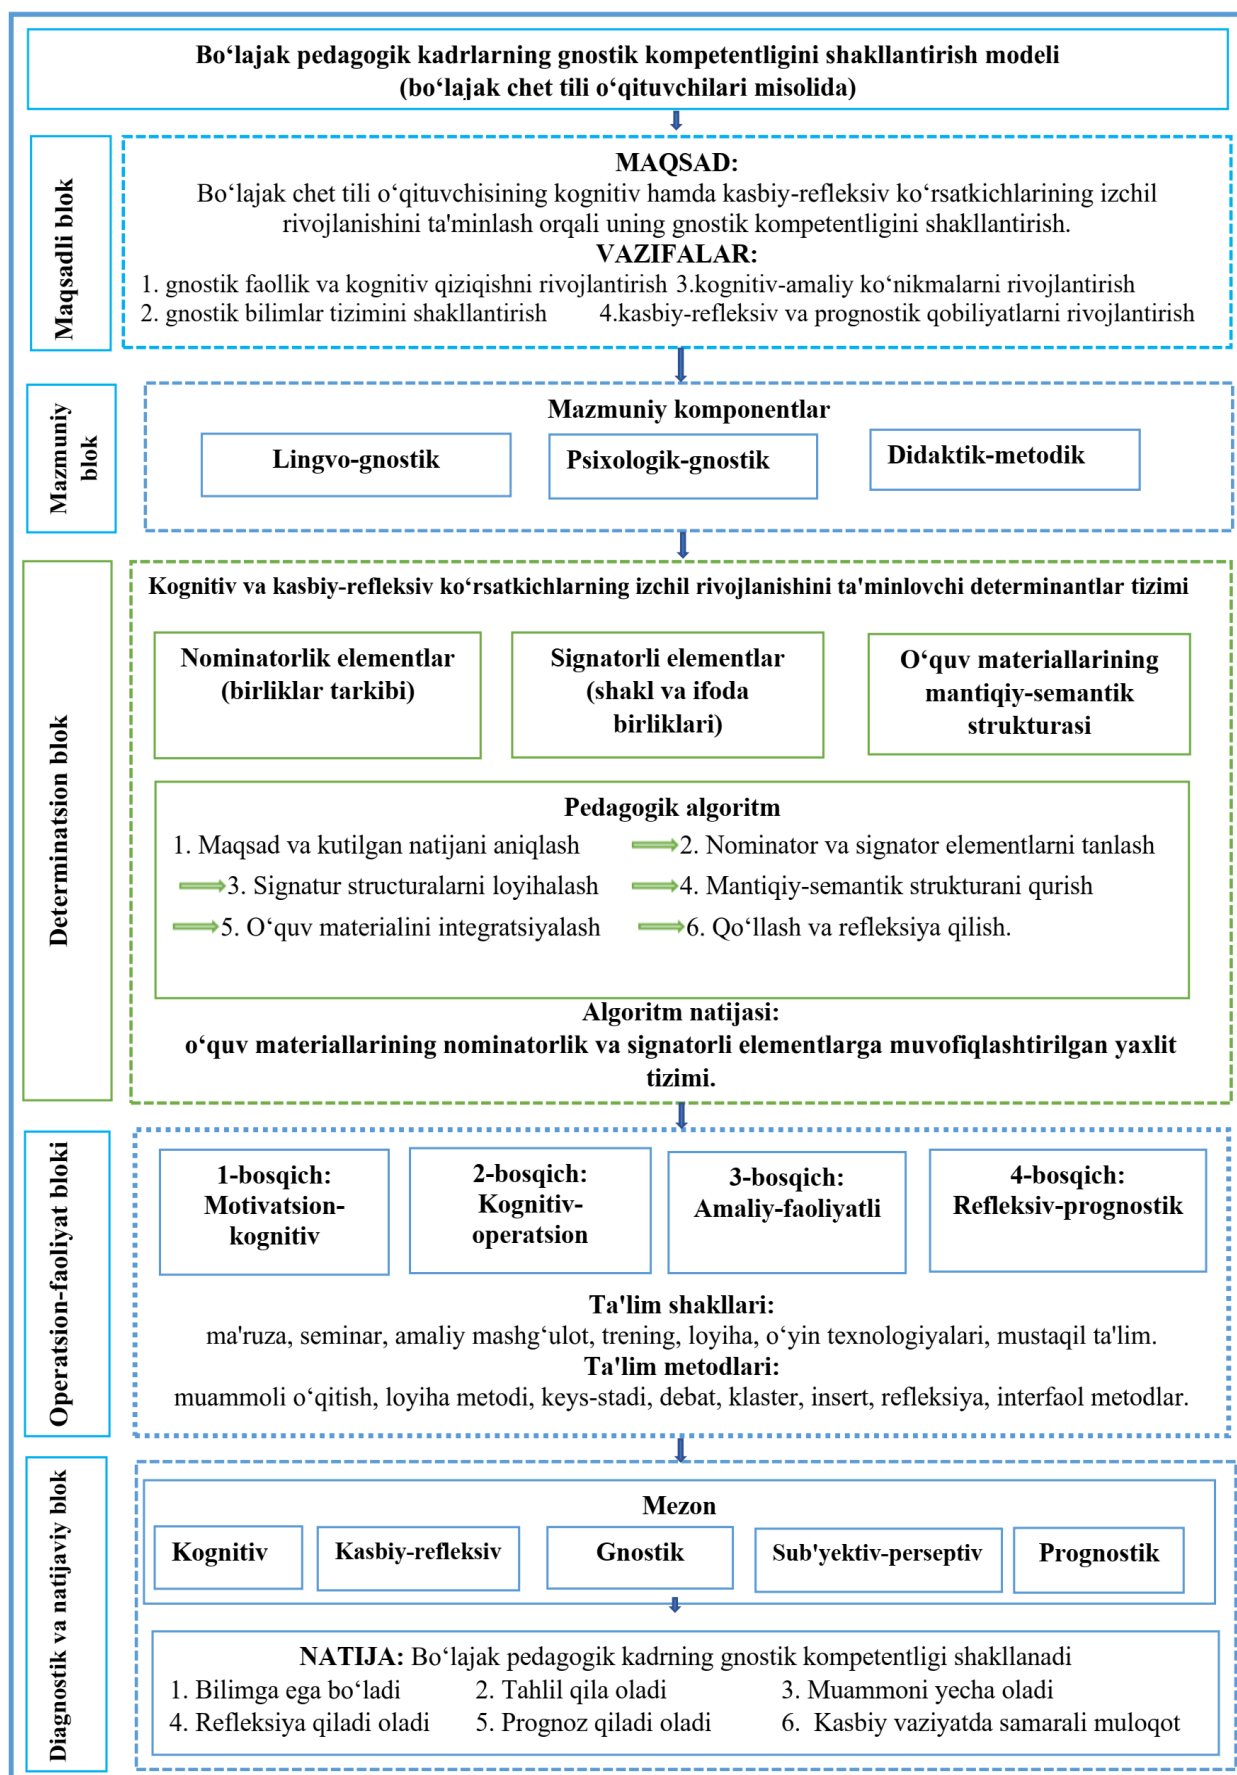 Bo‘lajak pedagogik kadrlarning gnostik kompetentligini shakllantirish modeli
(bo‘lajak chet tili o‘qituvchilari misolida)
Maqsadli blok
MAQSAD:
Bo‘lajak chet tili o‘qituvchisining kognitiv hamda kasbiy-refleksiv ko‘rsatkichlarining izchil
rivojlanishini ta'minlash orqali uning gnostik kompetentligini shakllantirish.
VAZIFALAR:
1. gnostik faollik va kognitiv qiziqishni rivojlantirish 3.kognitiv-amaliy ko‘nikmalarni rivojlantirish
2. gnostik bilimlar tizimini shakllantirish 4.kasbiy-refleksiv va prognostik qobiliyatlarni rivojlantirish
Mazmuniy
blok
Mazmuniy komponentlar
Lingvo-gnostik
Psixologik-gnostik
Didaktik-metodik
Determinatsion blok
Kognitiv va kasbiy-refleksiv ko‘rsatkichlarning izchil rivojlanishini ta'minlovchi determinantlar tizimi
Nominatorlik elementlar
(birliklar tarkibi)
Signatorli elementlar
(shakl va ifoda
birliklari)
O‘quv materiallarining
mantiqiy-semantik
strukturasi
Pedagogik algoritm
1. Maqsad va kutilgan natijani aniqlash 2. Nominator va signator elementlarni tanlash
3. Signatur structuralarni loyihalash 4. Mantiqiy-semantik strukturani qurish
5. O‘quv materialini integratsiyalash 6. Qo‘llash va refleksiya qilish.
Algoritm natijasi:
o‘quv materiallarining nominatorlik va signatorli elementlarga muvofiqlashtirilgan yaxlit
tizimi.
Operatsion-faoliyat bloki
1-bosqich:
Motivatsion-
kognitiv
2-bosqich:
Kognitiv-
operatsion
3-bosqich:
Amaliy-faoliyatli
4-bosqich:
Refleksiv-prognostik
Ta'lim shakllari:
ma'ruza, seminar, amaliy mashg‘ulot, trening, loyiha, o‘yin texnologiyalari, mustaqil ta'lim.
Ta'lim metodlari:
muammoli o‘qitish, loyiha metodi, keys-stadi, debat, klaster, insert, refleksiya, interfaol metodlar.
Diagnostik va natijaviy blok
Mezon
Kognitiv
Kasbiy-refleksiv
Gnostik
Sub'yektiv-perseptiv
Prognostik
NATIJA: Bo‘lajak pedagogik kadrning gnostik kompetentligi shakllanadi
1. Bilimga ega bo‘ladi 2. Tahlil qila oladi 3. Muammoni yecha oladi
4. Refleksiya qiladi oladi 5. Prognoz qiladi oladi 6. Kasbiy vaziyatda samarali muloqot